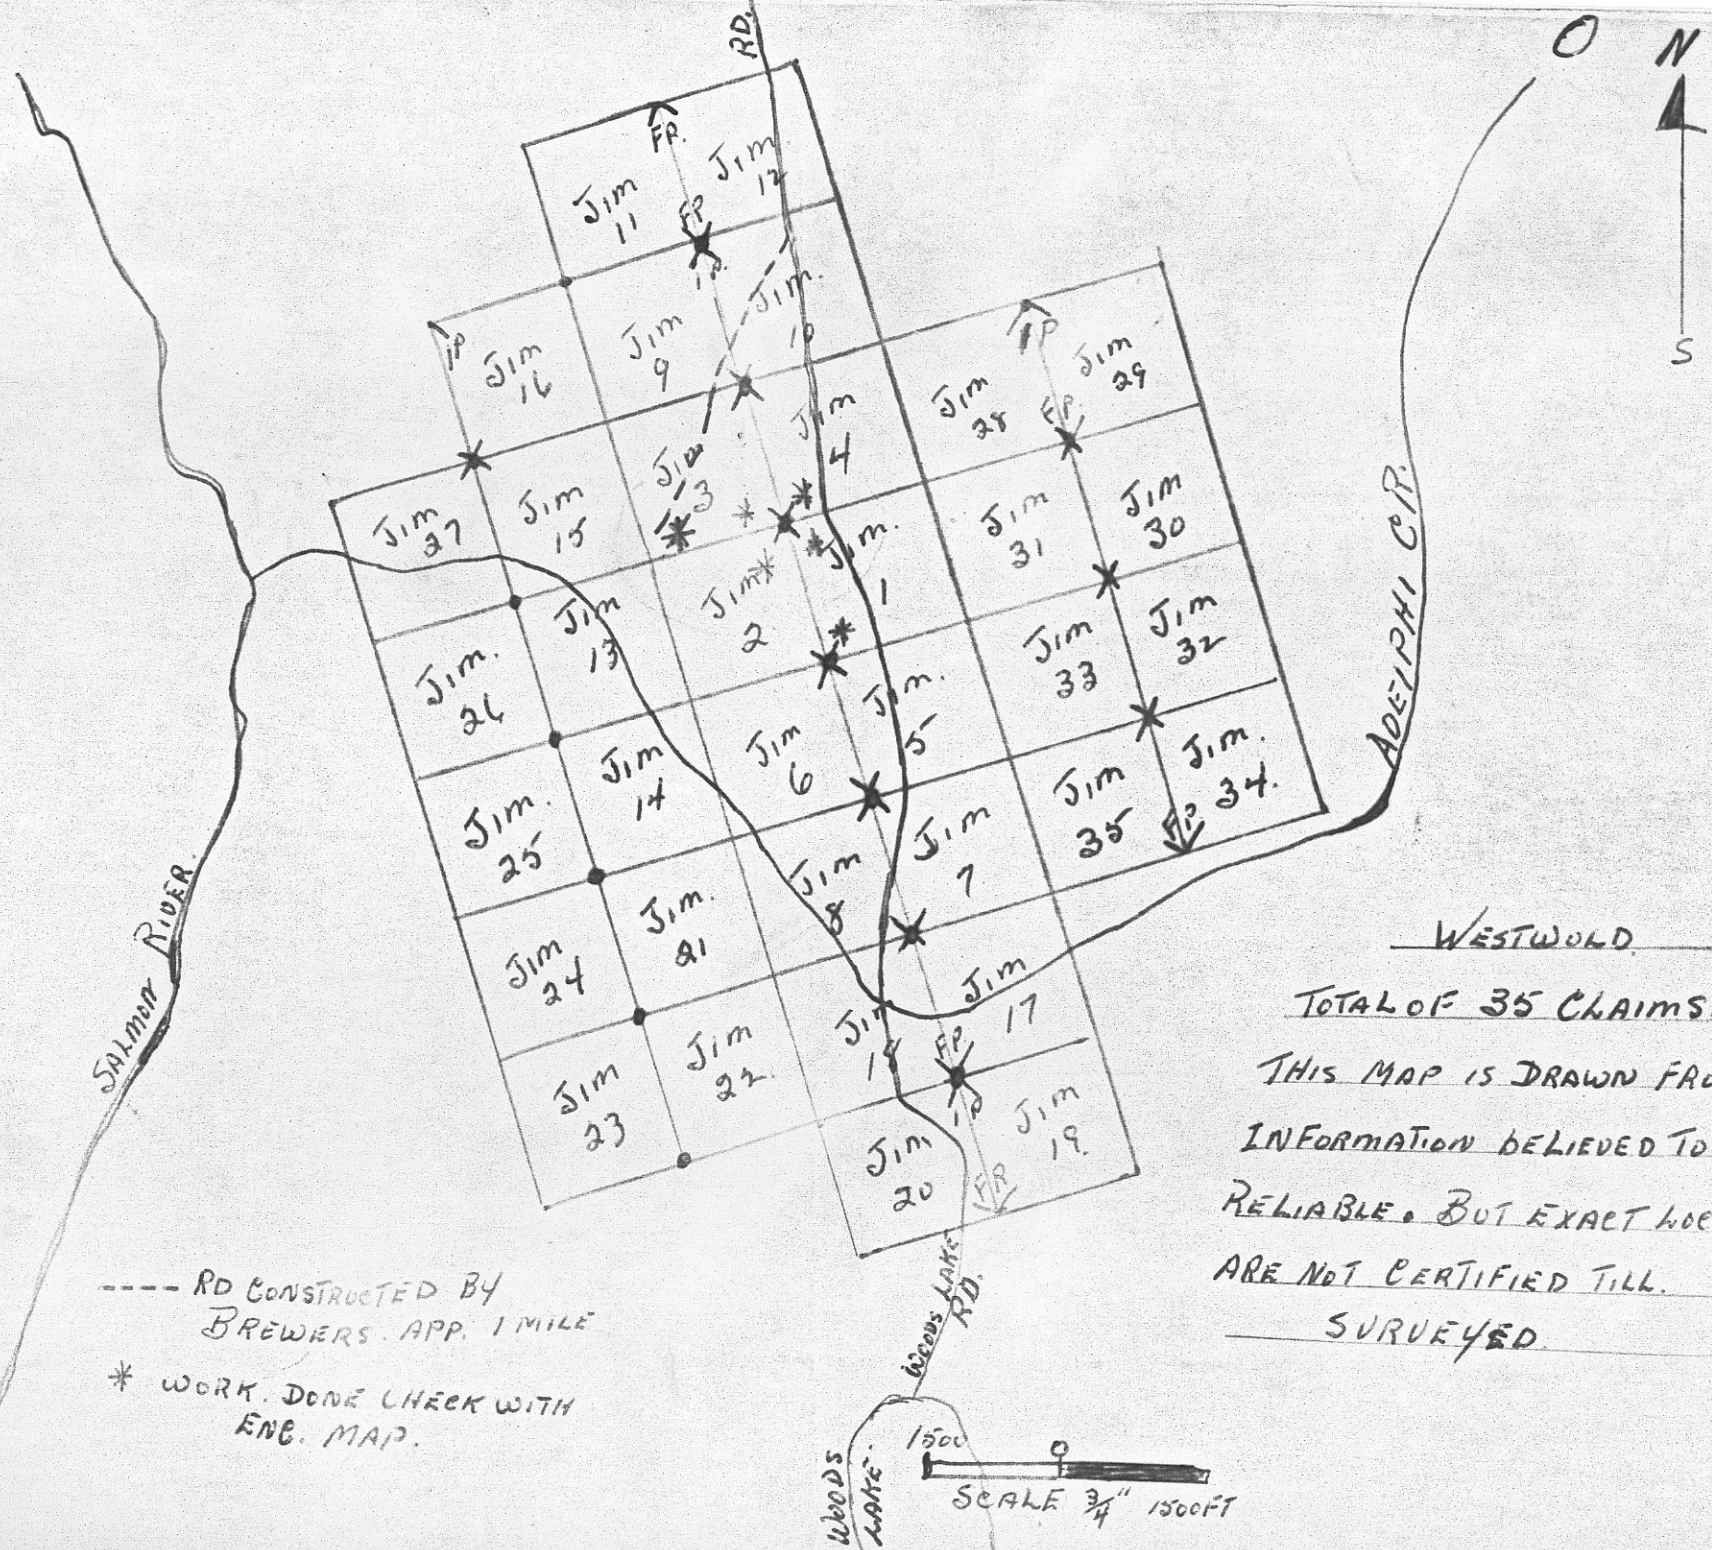 RD.
O
N
S
FP.
Jim 11
Jim 12
FP
IP.
IP
Jim 16
Jim 9
Jim. 10
FP
Jim 28
Jim 29
FP.
Jim 27
Jim 15
Jim 3
Jim 4
Jim 31
Jim 30
Jim. 26
Jim 13
Jim 2
Jim. 1
Jim 33
Jim 32
Jim. 25
Jim 14
Jim 6
Jim. 5
Jim 35
Jim. 34.
FP
Jim 24
Jim. 21
Jim 8
Jim 7
Jim 23
Jim 22.
Jim 18
Jim 17
FP.
IP
Jim 20
Jim 19.
FP
SALMON RIVER.
ADELPHI CR.
WESTWOLD.
TOTAL OF 35 CLAIMS.
THIS MAP IS DRAWN FRO
INFORMATION BELIEVED TO
RELIABLE. BUT EXACT LOC
ARE NOT CERTIFIED TILL.
SURVEYED.
---- RD CONSTRUCTED BY
BREWERS. APP. 1 MILE
* WORK. DONE CHECK WITH
ENG. MAP.
WOODS LAKE
RD.
WOODS
LAKE.
1500 0
SCALE 3/4" 1500FT